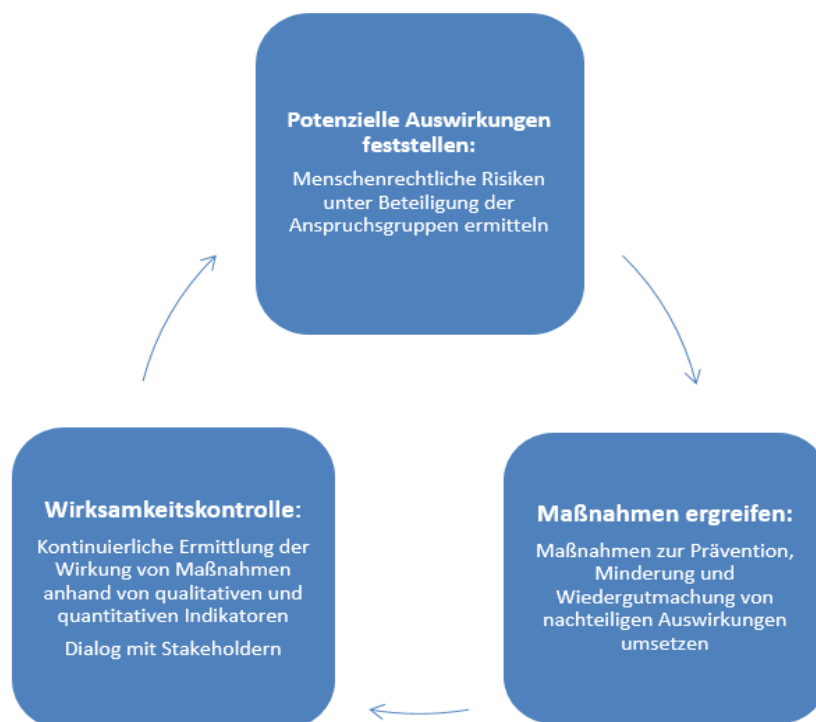 Potenzielle Auswirkungen
feststellen:
Menschenrechtliche Risiken
unter Beteiligung der
Anspruchsgruppen ermitteln
Maßnahmen ergreifen:
Maßnahmen zur Prävention,
Minderung und
Wiedergutmachung von
nachteiligen Auswirkungen
umsetzen
Wirksamkeitskontrolle:
Kontinuierliche Ermittlung der
Wirkung von Maßnahmen
anhand von qualitativen und
quantitativen Indikatoren
Dialog mit Stakeholdern